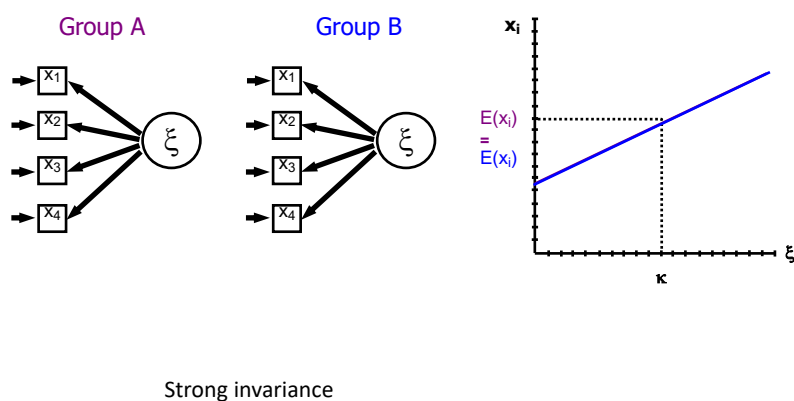 Group A
x1
x2
x3
x4
ξ
Group B
x1
x2
x3
x4
ξ
xi
E(xi)
=
E(xi)
κ
ξ
Strong invariance